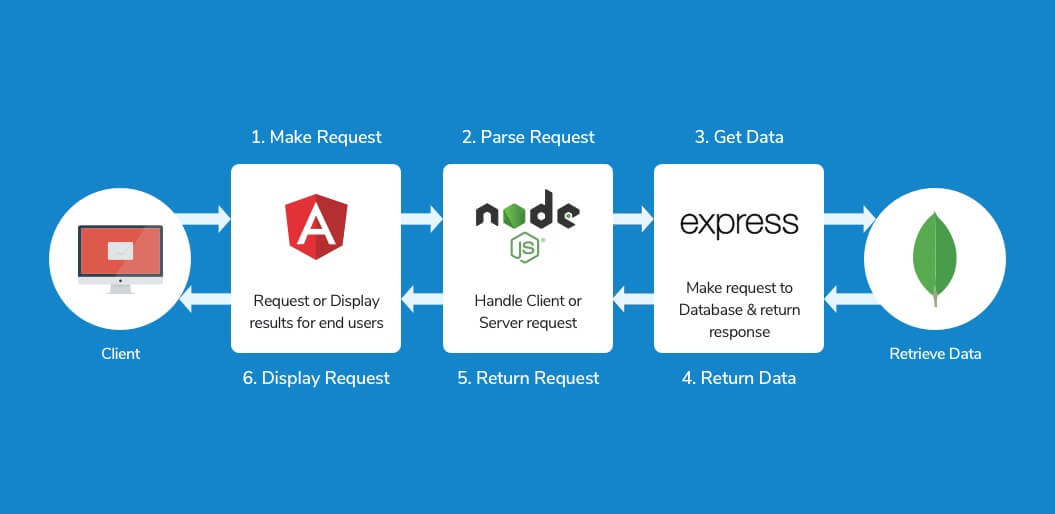 1. Make Request
2. Parse Request
3. Get Data
A
node
JS
express
Request or Display
results for end users
Handle Client or
Server request
Make request to
Database & return
response
Client
Retrieve Data
6. Display Request
5. Return Request
4. Return Data